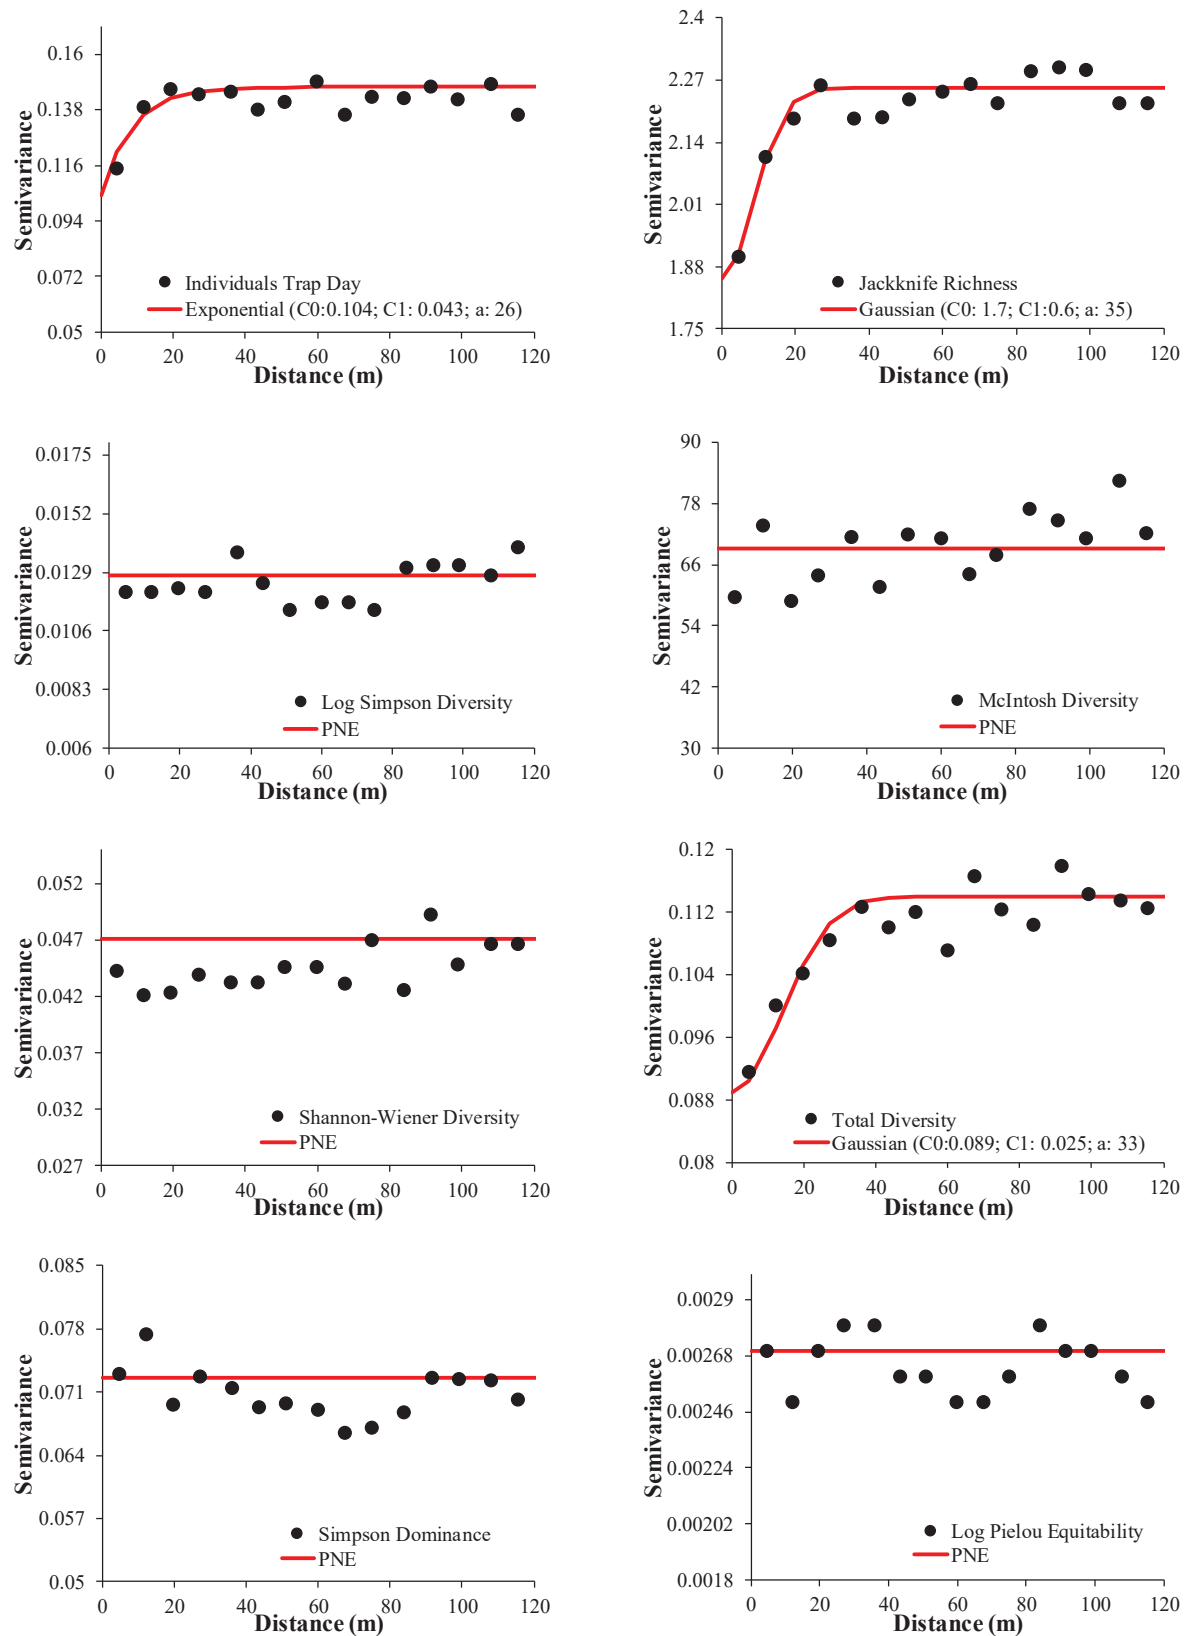 0.16
0.138
0.116
0.094
0.072
0.05
Semivariance
Individuals Trap Day
Exponential (C0:0.104; C1: 0.043; a: 26)
0 20 40 60 80 100 120
Distance (m)
2.4
2.27
2.14
2.01
1.88
1.75
Semivariance
Jackknife Richness
Gaussian (C0: 1.7; C1:0.6; a: 35)
0 20 40 60 80 100 120
Distance (m)
0.0175
0.0152
0.0129
0.0106
0.0083
0.006
Semivariance
Log Simpson Diversity
PNE
0 20 40 60 80 100 120
Distance (m)
90
78
66
54
42
30
Semivariance
McIntosh Diversity
PNE
0 20 40 60 80 100 120
Distance (m)
0.052
0.047
0.042
0.037
0.032
0.027
Semivariance
Shannon-Wiener Diversity
PNE
0 20 40 60 80 100 120
Distance (m)
0.12
0.112
0.104
0.096
0.088
0.08
Semivariance
Total Diversity
Gaussian (C0:0.089; C1: 0.025; a: 33)
0 20 40 60 80 100 120
Distance (m)
0.085
0.078
0.071
0.064
0.057
0.05
Semivariance
Simpson Dominance
PNE
0 20 40 60 80 100 120
Distance (m)
0.0029
0.00268
0.00246
0.00224
0.00202
0.0018
Semivariance
Log Pielou Equitability
PNE
0 20 40 60 80 100 120
Distance (m)